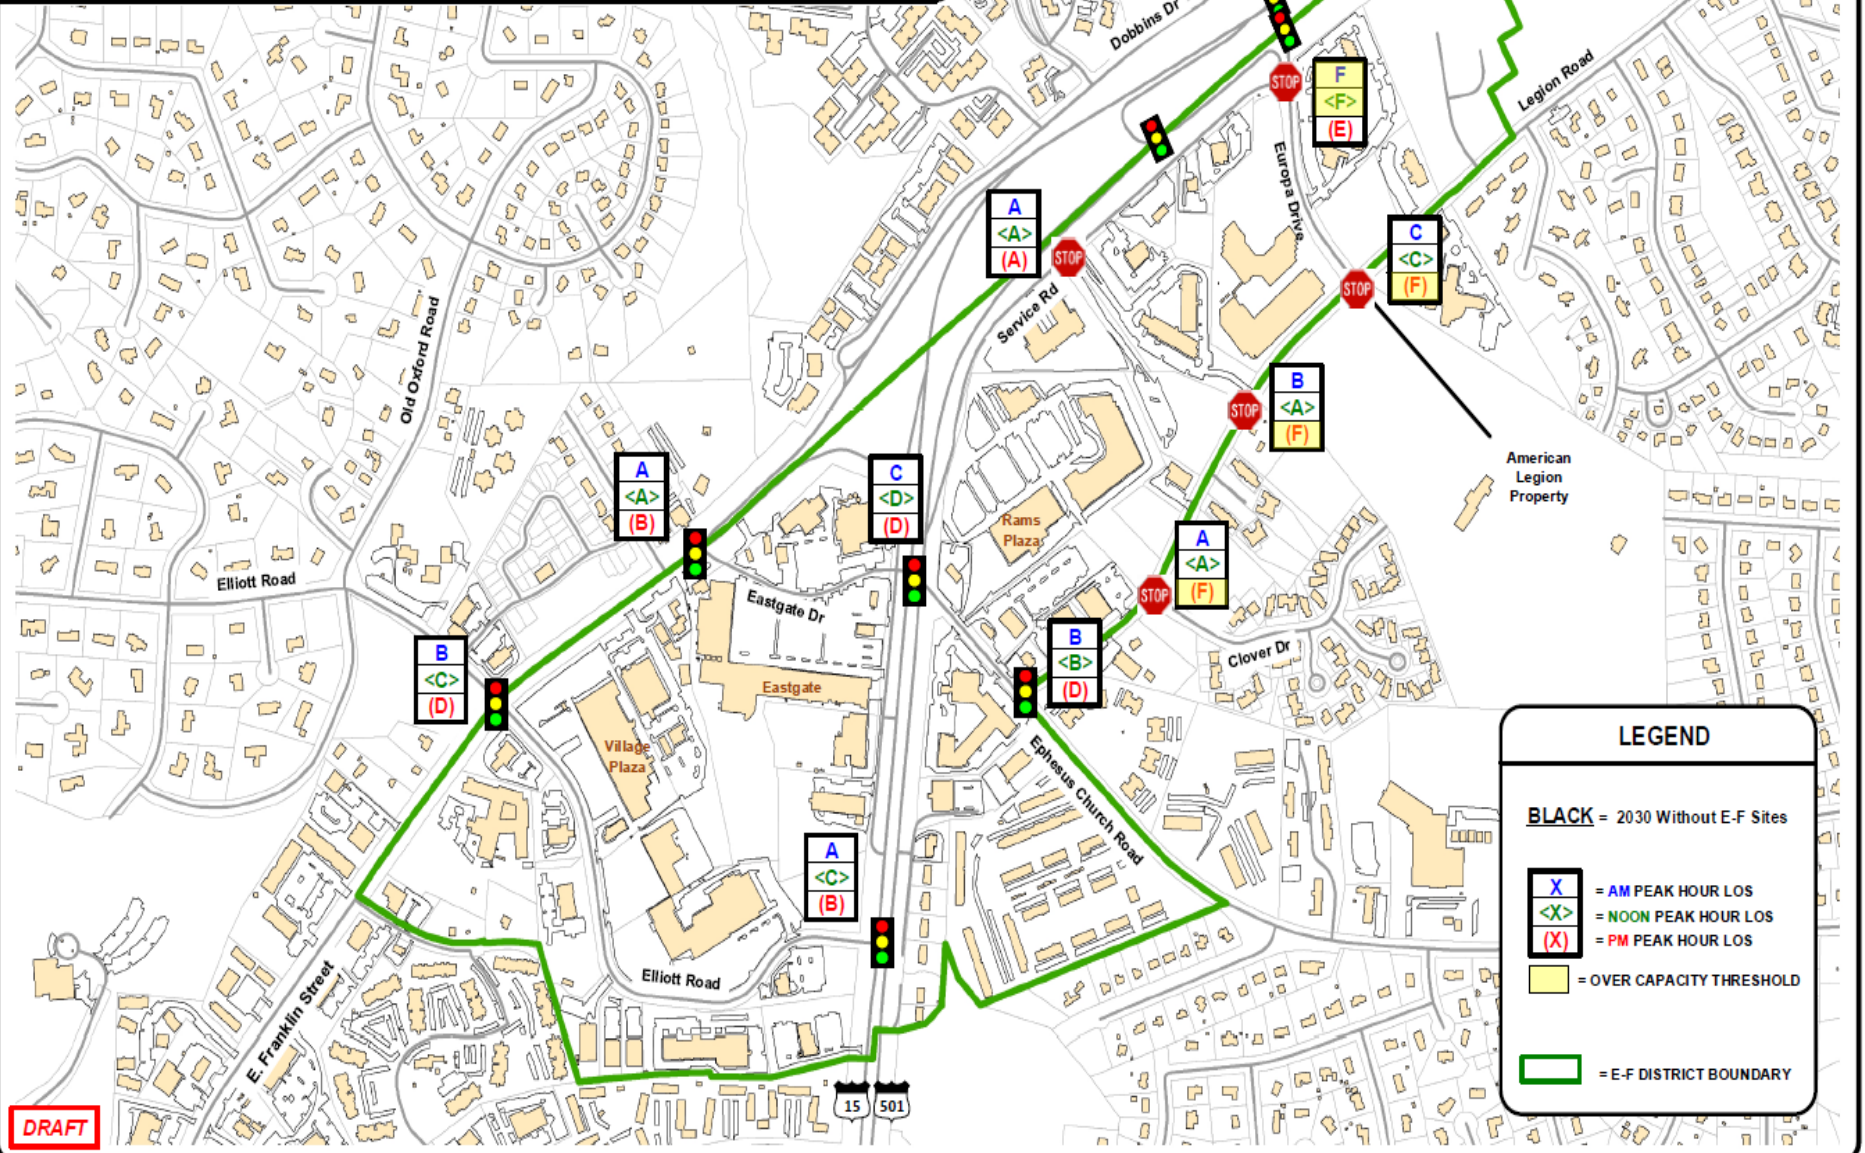 Dobbins Dr
Legion Road
STOP
F
<F>
(E)
Europa Drive
A
<A>
(A)
STOP
C
<C>
(F)
STOP
Service Rd
Old Oxford Road
B
<A>
(F)
STOP
American
Legion
Property
A
<A>
(B)
C
<D>
(D)
Rams
Plaza
A
<A>
(F)
STOP
Elliott Road
Eastgate Dr
B
<C>
(D)
B
<B>
(D)
Clover Dr
Eastgate
Village
Plaza
Ephesus Church Road
A
<C>
(B)
Elliott Road
E. Franklin Street
15
501
LEGEND
BLACK = 2030 Without E-F Sites
X = AM PEAK HOUR LOS
<X> = NOON PEAK HOUR LOS
(X) = PM PEAK HOUR LOS
= OVER CAPACITY THRESHOLD
= E-F DISTRICT BOUNDARY
DRAFT